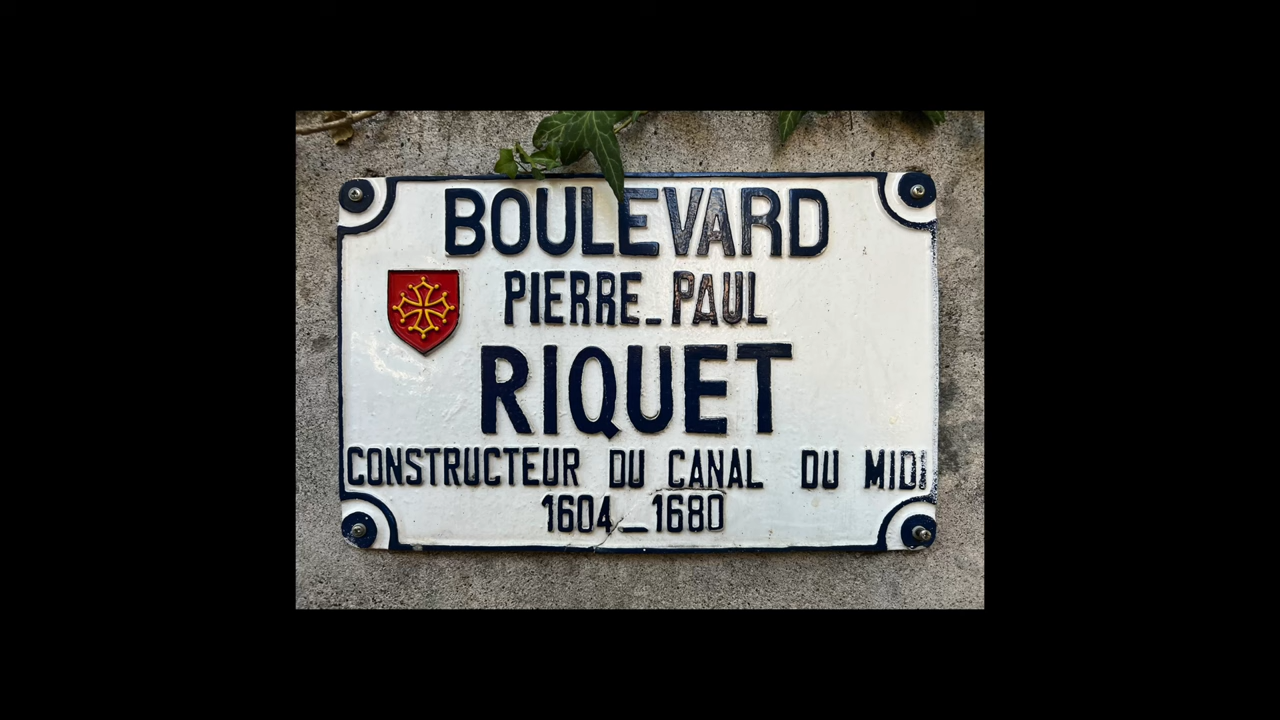 BOULEVARD
PIERRE_PAUL
RIQUET
CONSTRUCTEUR DU CANAL DU MIDI
1604_1680